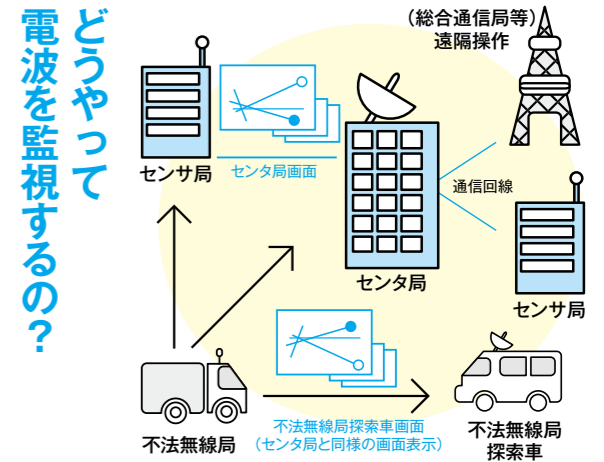 どうやって
電波を監視するの？
（総合通信局等）
遠隔操作
センサ局
センタ局画面
通信回線
センタ局
センサ局
不法無線局
不法無線局探索車画面
（センタ局と同様の画面表示）
不法無線局
探索車